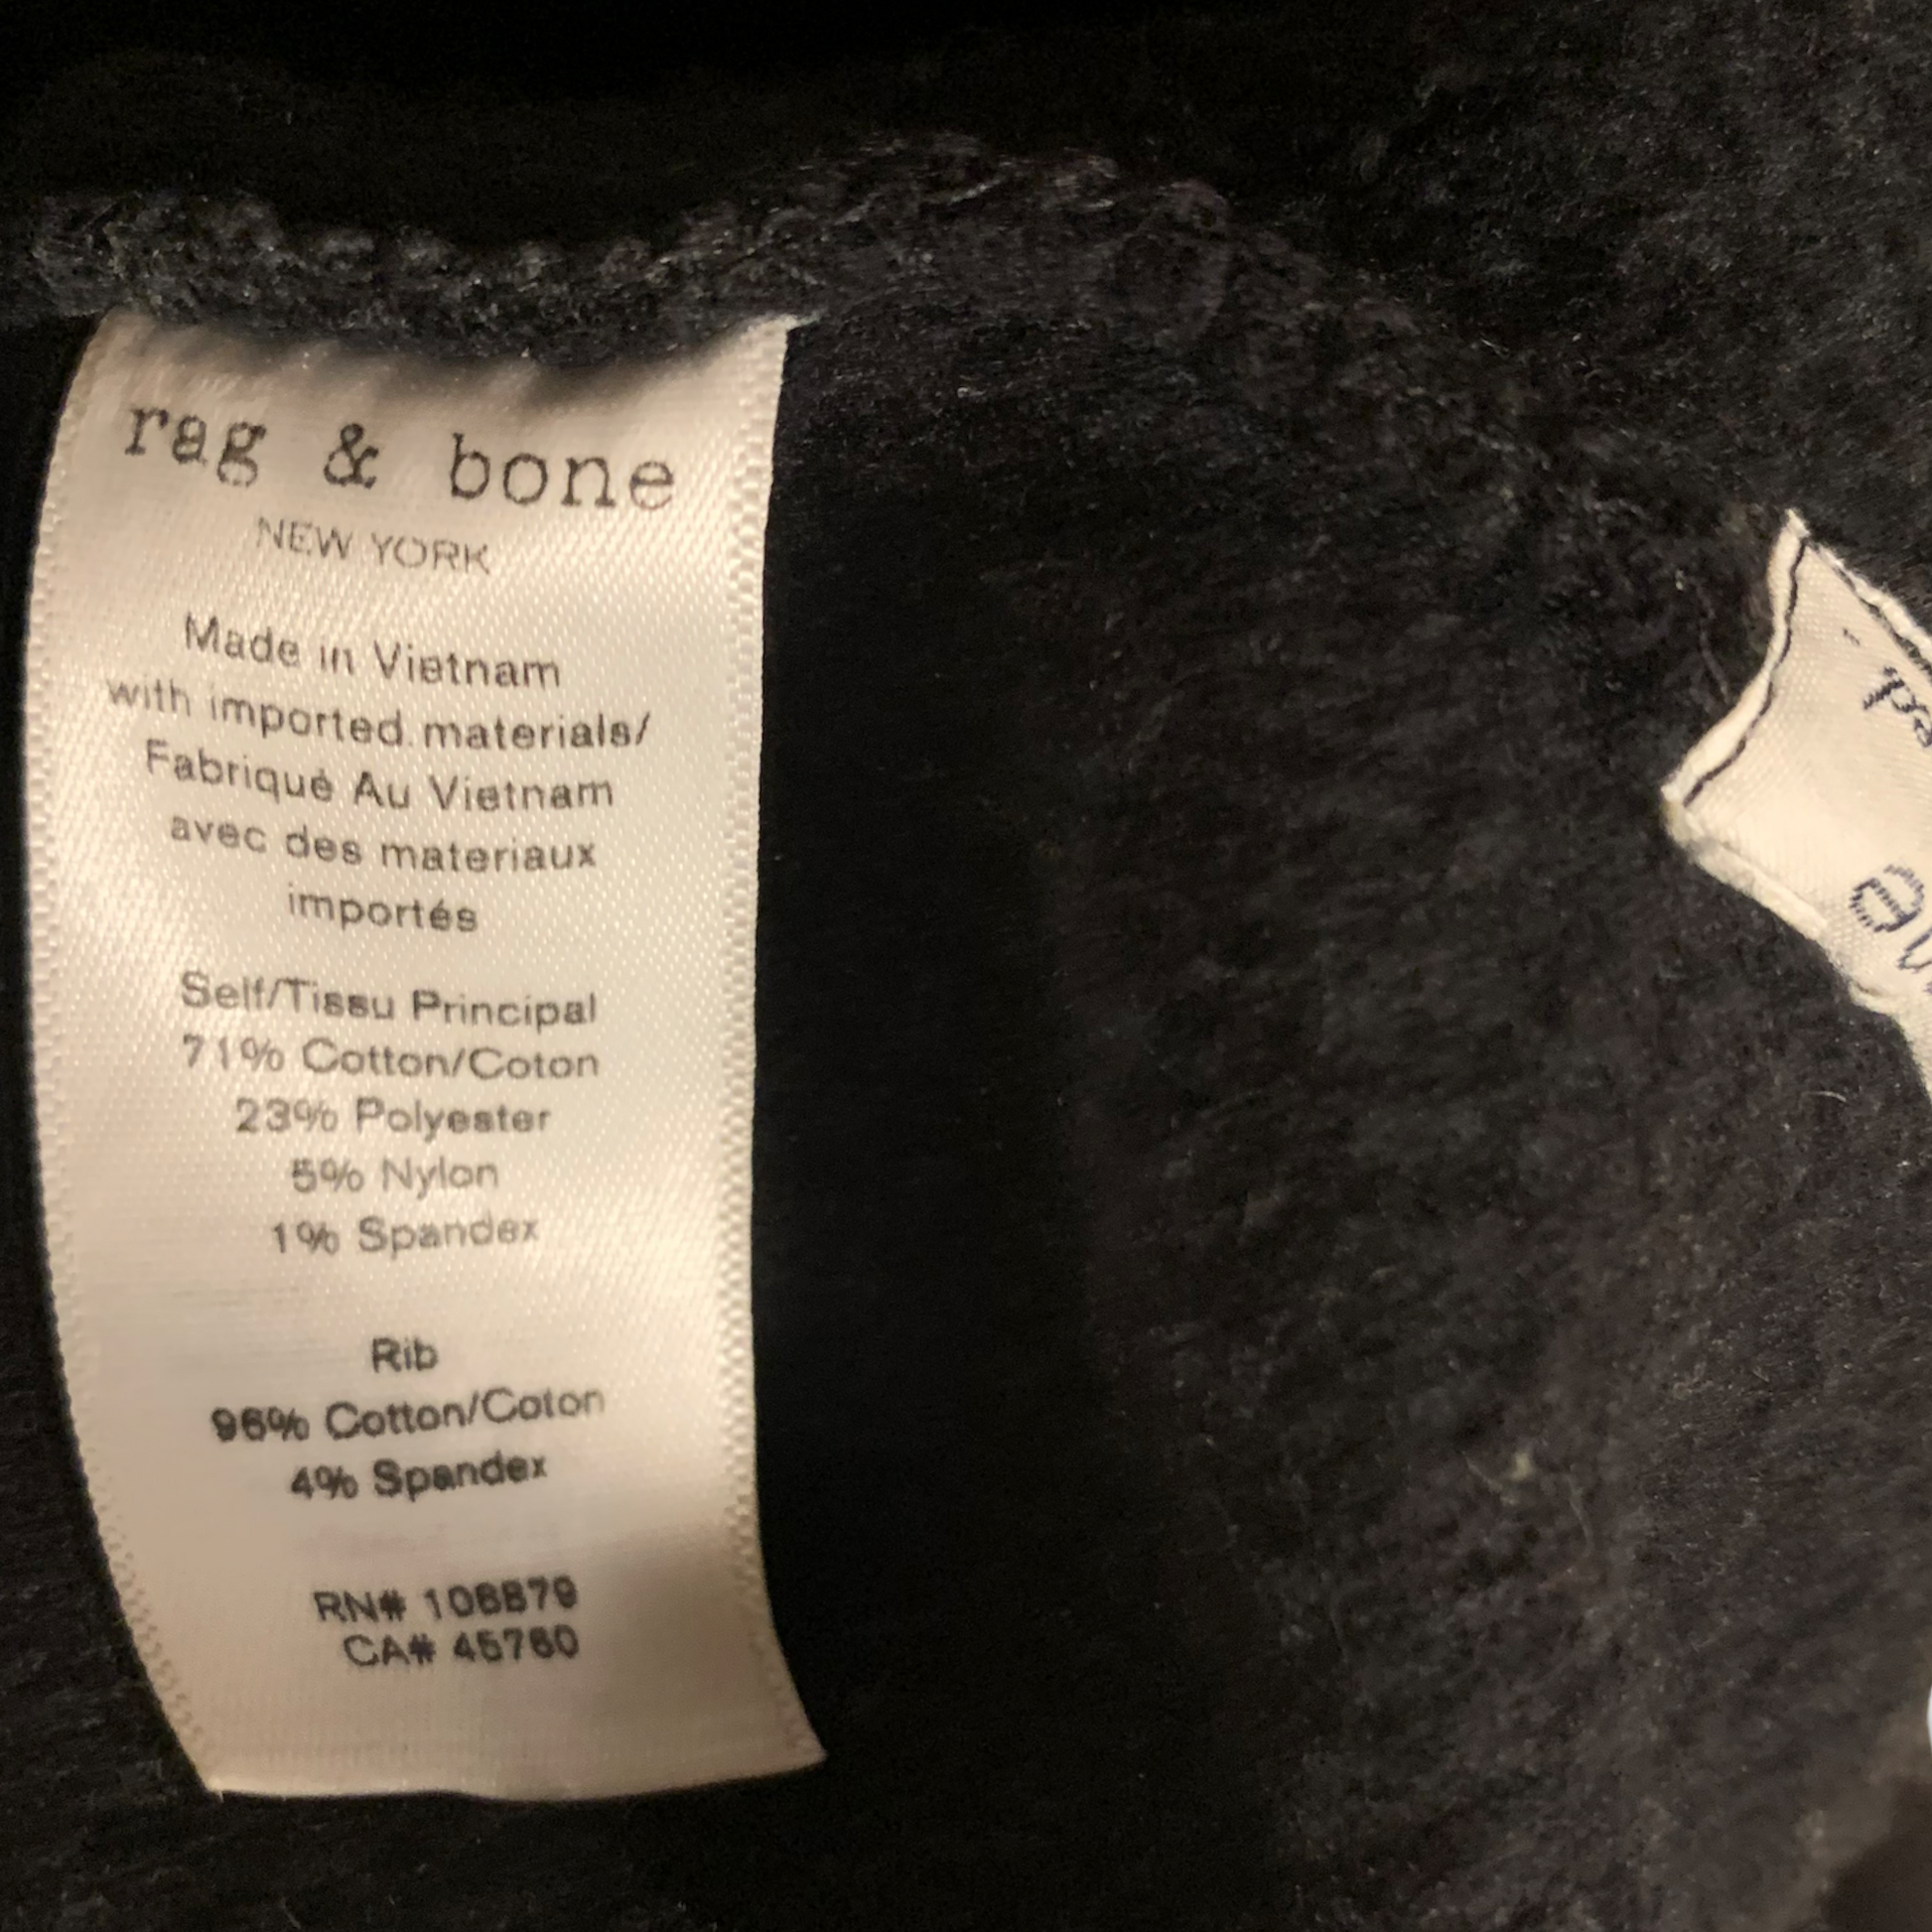 rag & bone
NEW YORK
Made in Vietnam
with imported materials/
Fabriqué Au Vietnam
avec des materiaux
importés
Self/Tissu Principal
71% Cotton/Coton
23% Polyester
5% Nylon
1% Spandex
Rib
96% Cotton/Coton
4% Spandex
RN# 108879
CA# 45760